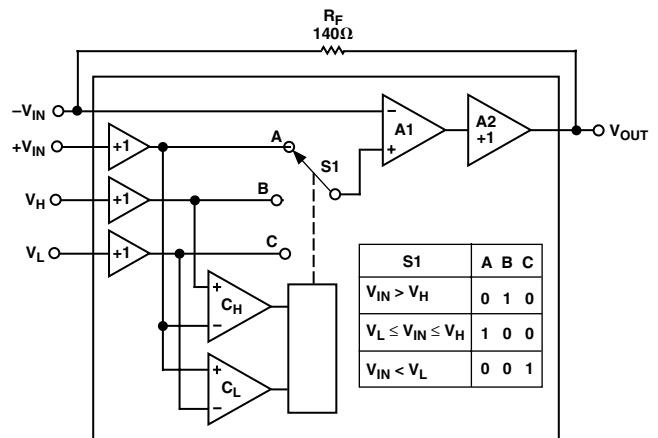 R_F
140Ω
–V_IN
+V_IN
V_H
V_L
+1
+1
+1
A
B
C
S1
–
+
A1
A2
+1
V_OUT
+
C_H
–
+
C_L
–
S1 A B C
V_IN > V_H 0 1 0
V_L ≤ V_IN ≤ V_H 1 0 0
V_IN < V_L 0 0 1